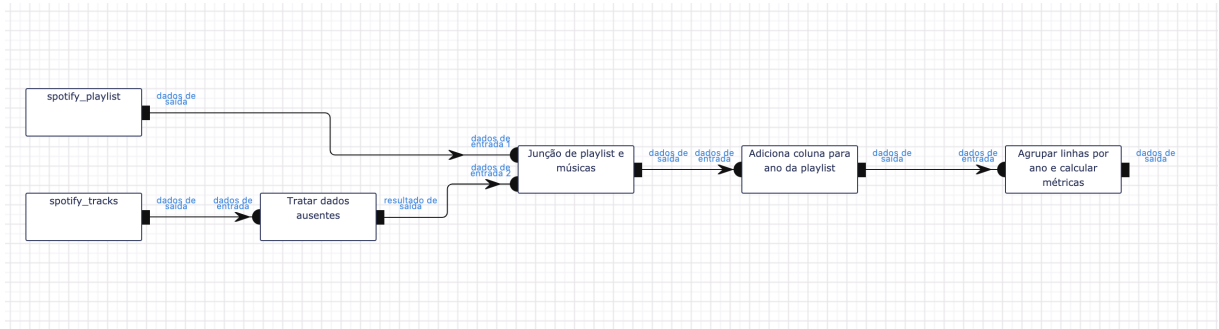 spotify_playlist
dados de
saída
spotify_tracks
dados de
saída
dados de
entrada
Tratar dados
ausentes
resultado de
saída
dados de
entrada 1
dados de
entrada 2
Junção de playlist e
músicas
dados de
saída
dados de
entrada
Adiciona coluna para
ano da playlist
dados de
saída
dados de
entrada
Agrupar linhas por
ano e calcular
métricas
dados de
saída